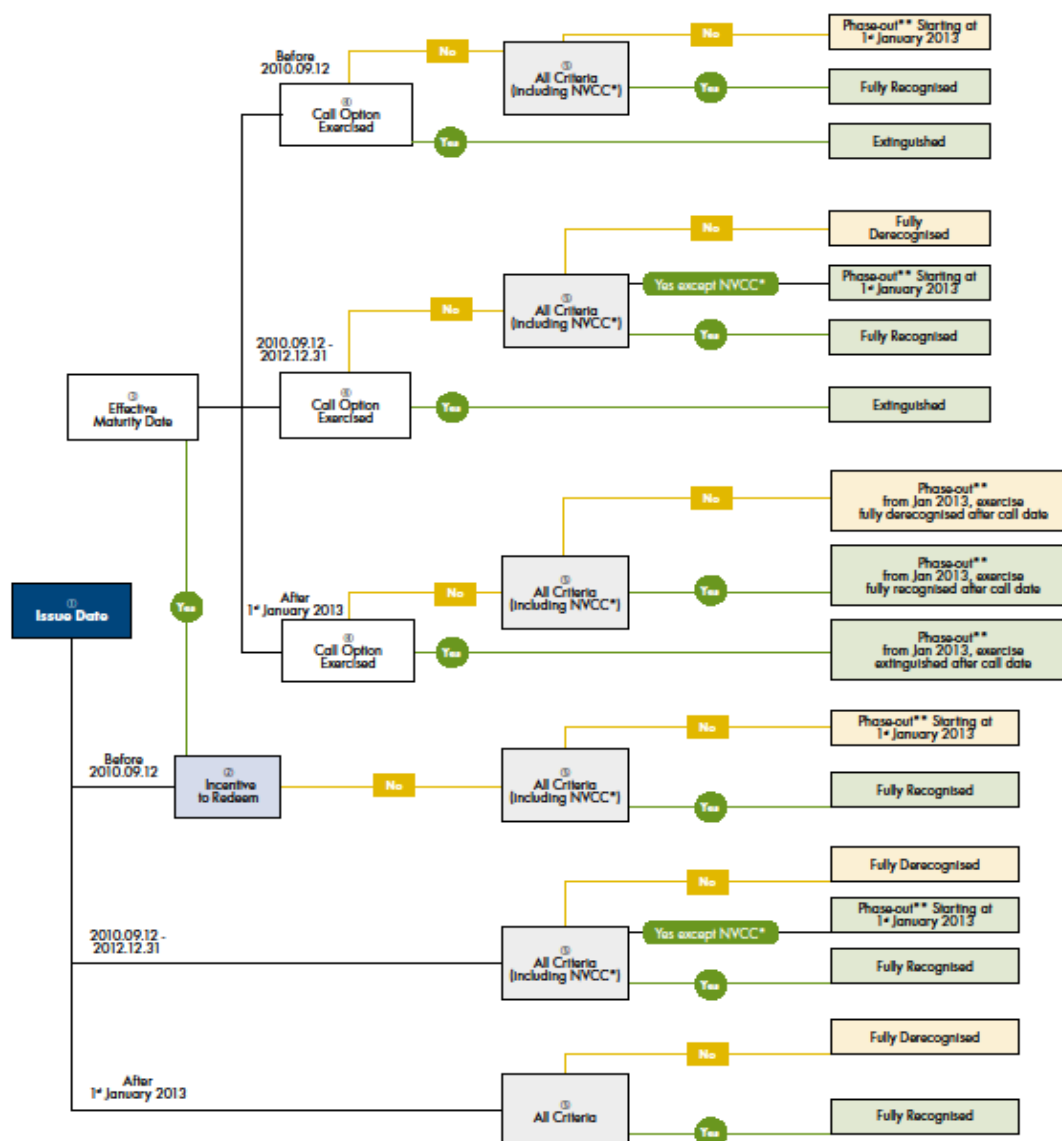 No
Phase-out** Starting at
1st January 2013
Before
2010.09.12
No
⑤
All Criteria
(including NVCC*)
Yes
Fully Recognised
④
Call Option
Exercised
Yes
Extinguished
No
Fully
Derecognised
⑤
All Criteria
(including NVCC*)
Yes except NVCC*
Phase-out** Starting at
1st January 2013
No
Yes
Fully Recognised
2010.09.12 -
2012.12.31
④
Call Option
Exercised
Yes
Extinguished
③
Effective
Maturity Date
No
Phase-out**
from Jan 2013, exercise
fully derecognised after call date
⑤
All Criteria
(including NVCC*)
Yes
Phase-out**
from Jan 2013, exercise
fully recognised after call date
After
1st January 2013
No
④
Call Option
Exercised
Yes
Phase-out**
from Jan 2013, exercise
extinguished after call date
①
Issue Date
Yes
No
Phase-out** Starting at
1st January 2013
Before
2010.09.12
②
Incentive
to Redeem
No
⑤
All Criteria
(including NVCC*)
Yes
Fully Recognised
No
Fully Derecognised
2010.09.12 -
2012.12.31
⑤
All Criteria
(including NVCC*)
Yes except NVCC*
Phase-out** Starting at
1st January 2013
Yes
Fully Recognised
No
Fully Derecognised
After
1st January 2013
⑤
All Criteria
Yes
Fully Recognised